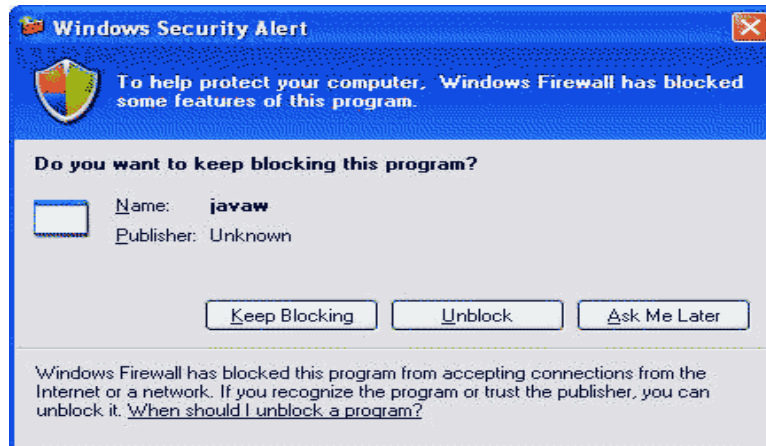 Windows Security Alert
To help protect your computer, Windows Firewall has blocked
some features of this program.
Do you want to keep blocking this program?
Name: javaw
Publisher: Unknown
Keep Blocking Unblock Ask Me Later
Windows Firewall has blocked this program from accepting connections from the
Internet or a network. If you recognize the program or trust the publisher, you can
unblock it. When should I unblock a program?